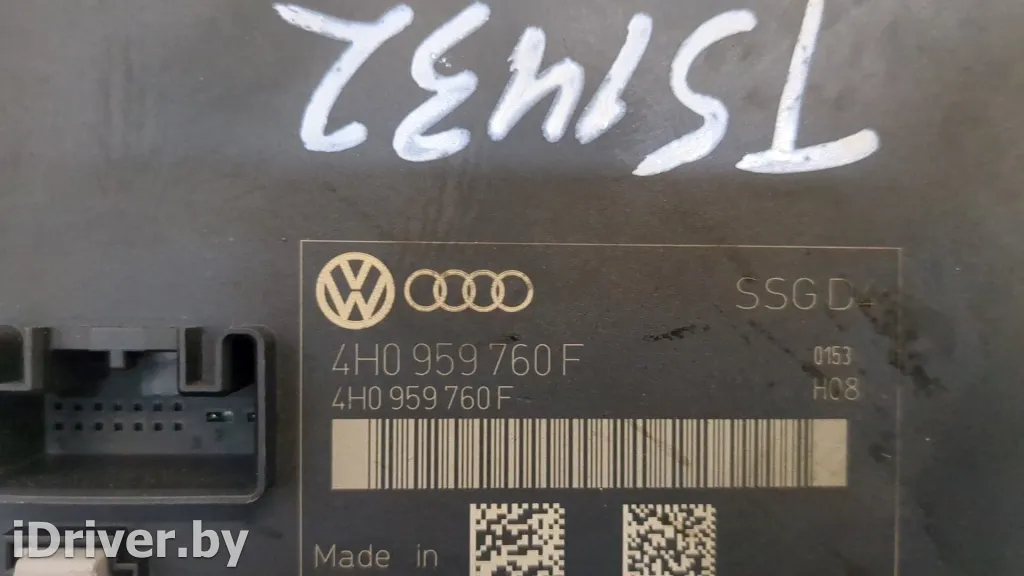 TS1432
SSG D
4H0 959 760 F 0153
4H0 959 760 F H08
Made in
iDriver.by